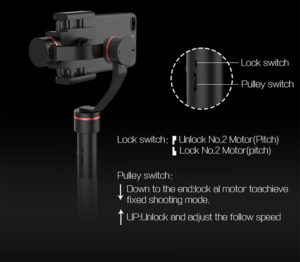 Lock switch
Pulley switch
Lock switch: Unlock No.2 Motor(Pitch)
Lock No.2 Motor(pitch)
Pulley switch:
Down to the end:lock al motor toachieve
fixed shooting mode.
UP:Unlock and adjust the follow speed